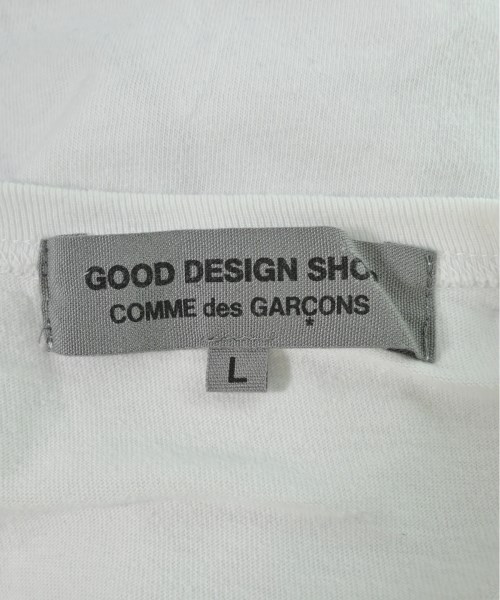 GOOD DESIGN SHO
COMME des GARÇONS
*
L